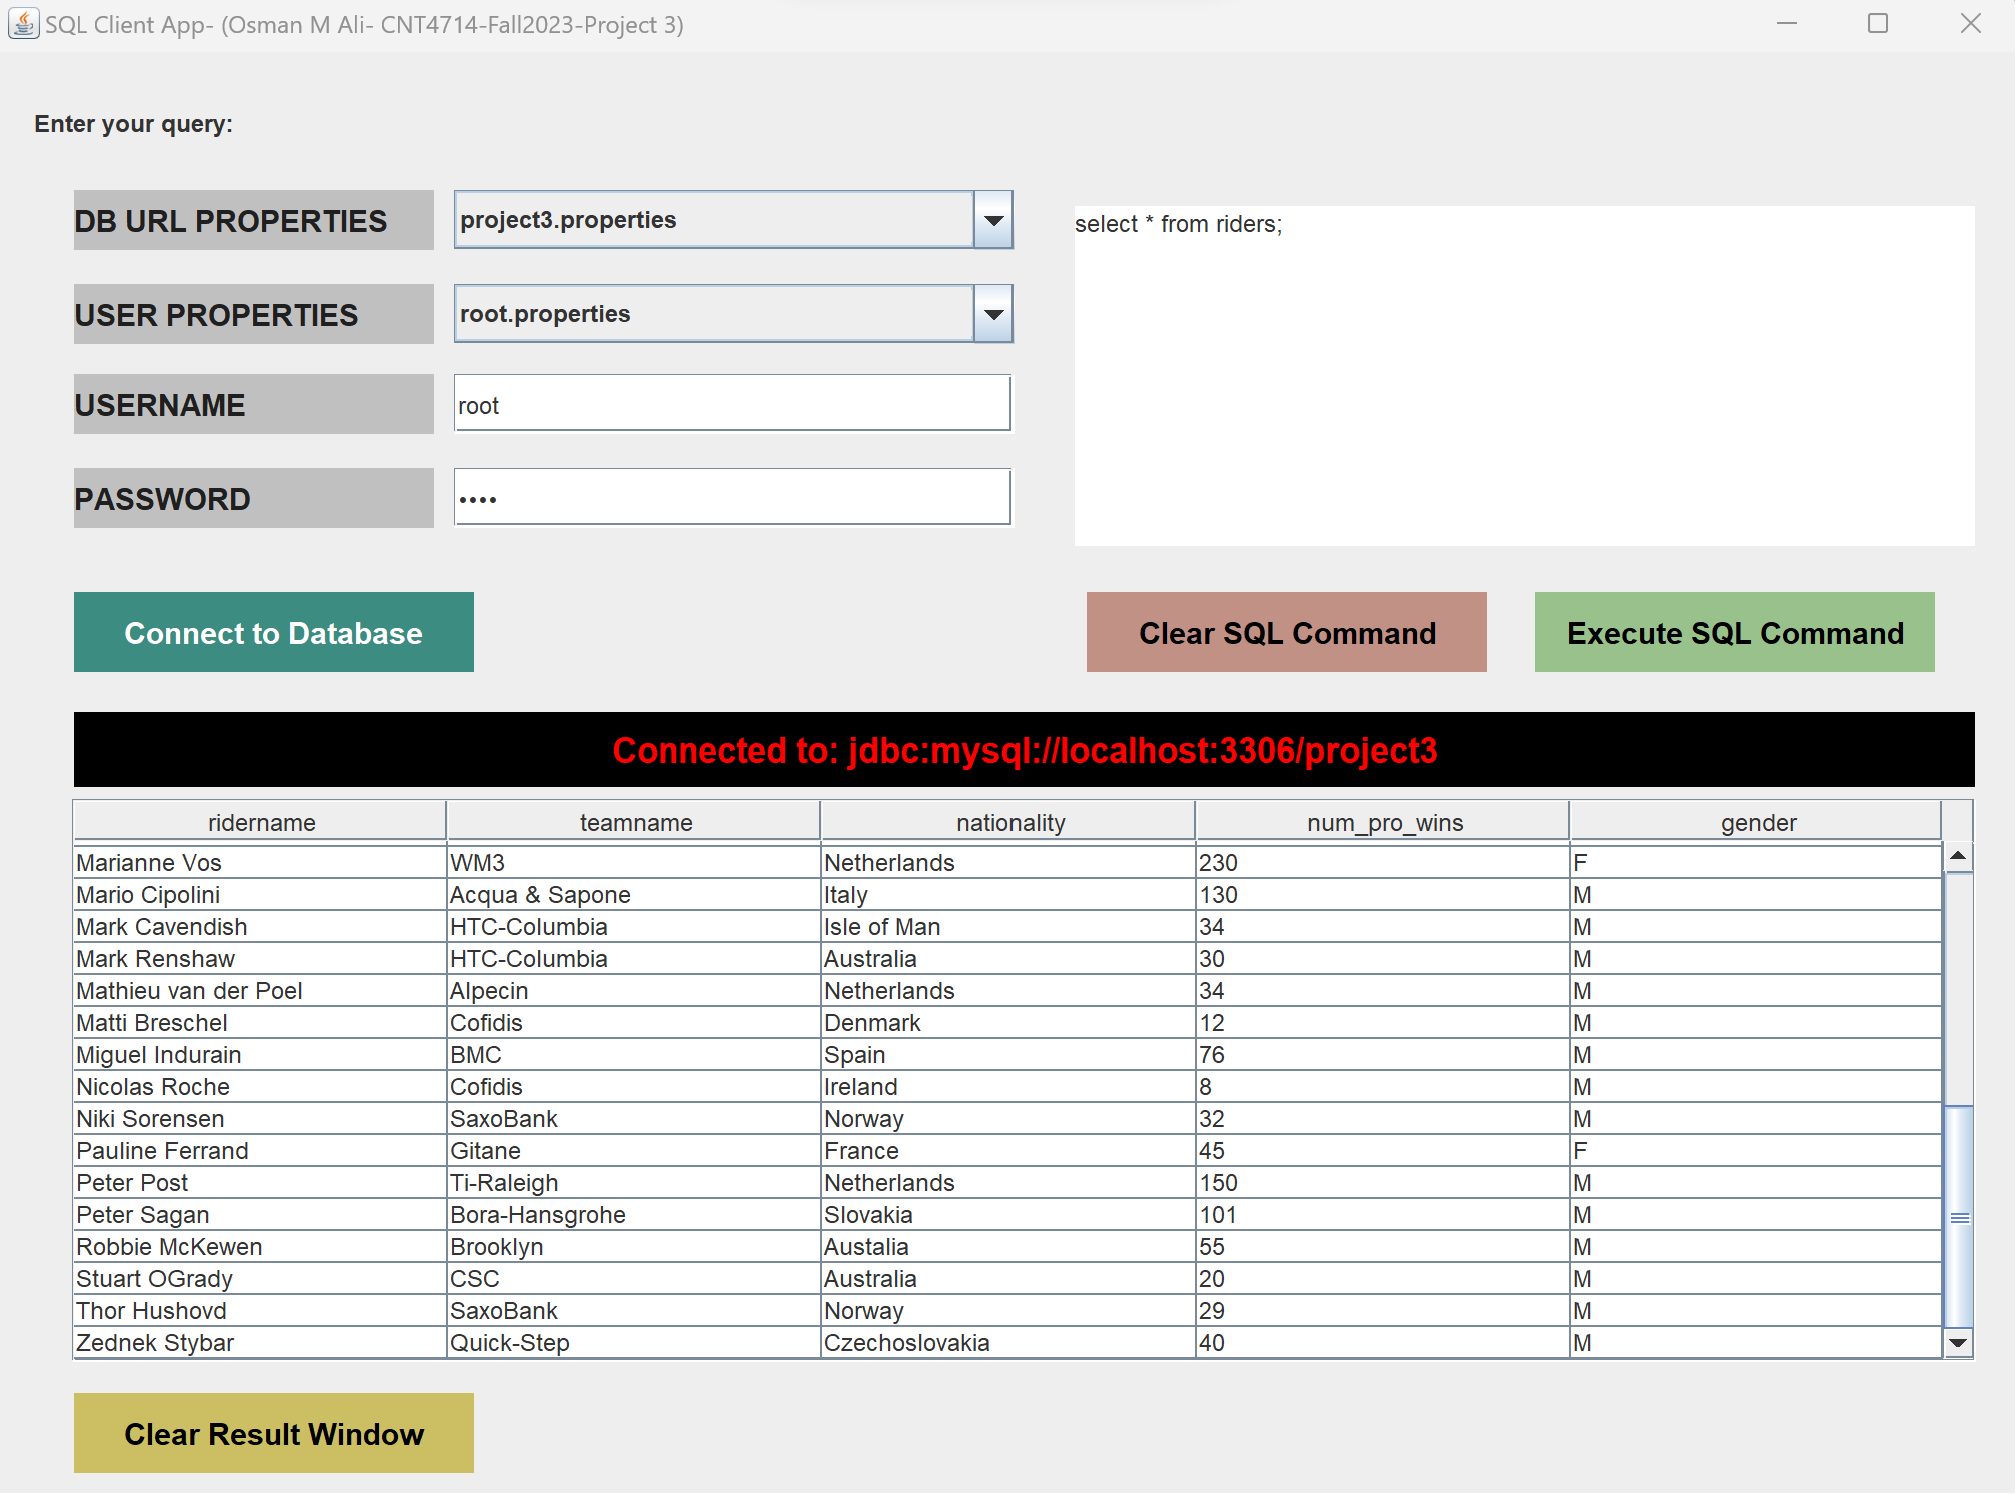 SQL Client App- (Osman M Ali- CNT4714-Fall2023-Project 3)
Enter your query:
DB URL PROPERTIES project3.properties
select * from riders;
USER PROPERTIES root.properties
USERNAME root
PASSWORD ••••
Connect to Database Clear SQL Command Execute SQL Command
Connected to: jdbc:mysql://localhost:3306/project3
ridername teamname nationality num_pro_wins gender
Marianne Vos WM3 Netherlands 230 F
Mario Cipolini Acqua & Sapone Italy 130 M
Mark Cavendish HTC-Columbia Isle of Man 34 M
Mark Renshaw HTC-Columbia Australia 30 M
Mathieu van der Poel Alpecin Netherlands 34 M
Matti Breschel Cofidis Denmark 12 M
Miguel Indurain BMC Spain 76 M
Nicolas Roche Cofidis Ireland 8 M
Niki Sorensen SaxoBank Norway 32 M
Pauline Ferrand Gitane France 45 F
Peter Post Ti-Raleigh Netherlands 150 M
Peter Sagan Bora-Hansgrohe Slovakia 101 M
Robbie McKewen Brooklyn Austalia 55 M
Stuart OGrady CSC Australia 20 M
Thor Hushovd SaxoBank Norway 29 M
Zednek Stybar Quick-Step Czechoslovakia 40 M
Clear Result Window